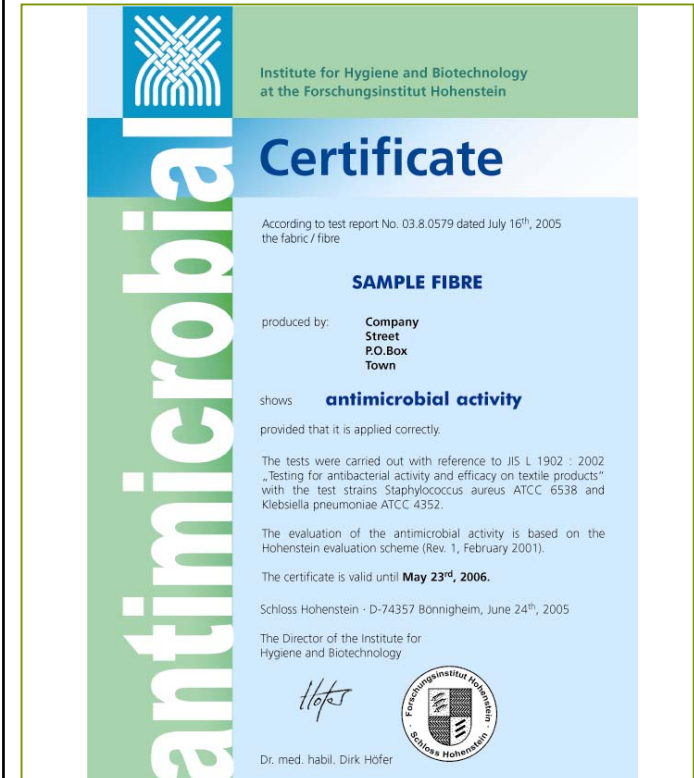 antimicrobial
Institute for Hygiene and Biotechnology
at the Forschungsinstitut Hohenstein
Certificate
According to test report No. 03.8.0579 dated July 16th, 2005
the fabric / fibre
SAMPLE FIBRE
produced by: Company
Street
P.O.Box
Town
shows antimicrobial activity
provided that it is applied correctly.
The tests were carried out with reference to JIS L 1902 : 2002
„Testing for antibacterial activity and efficacy on textile products“
with the test strains Staphylococcus aureus ATCC 6538 and
Klebsiella pneumoniae ATCC 4352.
The evaluation of the antimicrobial activity is based on the
Hohenstein evaluation scheme (Rev. 1, February 2001).
The certificate is valid until May 23rd, 2006.
Schloss Hohenstein · D-74357 Bönnigheim, June 24th, 2005
The Director of the Institute for
Hygiene and Biotechnology
Höfer
Forschungsinstitut Hohenstein
· Schloss Hohenstein ·
Dr. med. habil. Dirk Höfer